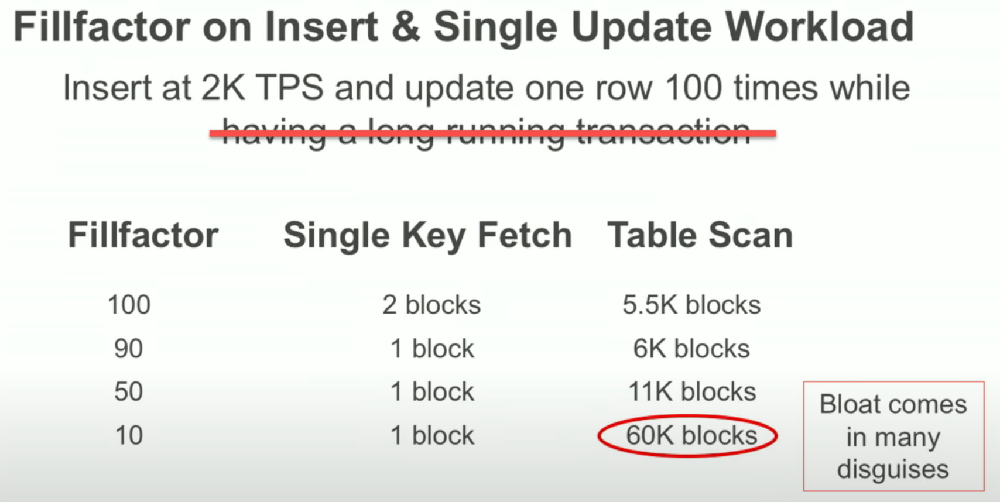 Fillfactor on Insert & Single Update Workload
Insert at 2K TPS and update one row 100 times while
having a long running transaction
Fillfactor Single Key Fetch Table Scan
100 2 blocks 5.5K blocks
90 1 block 6K blocks
50 1 block 11K blocks
10 1 block 60K blocks
Bloat comes
in many
disguises